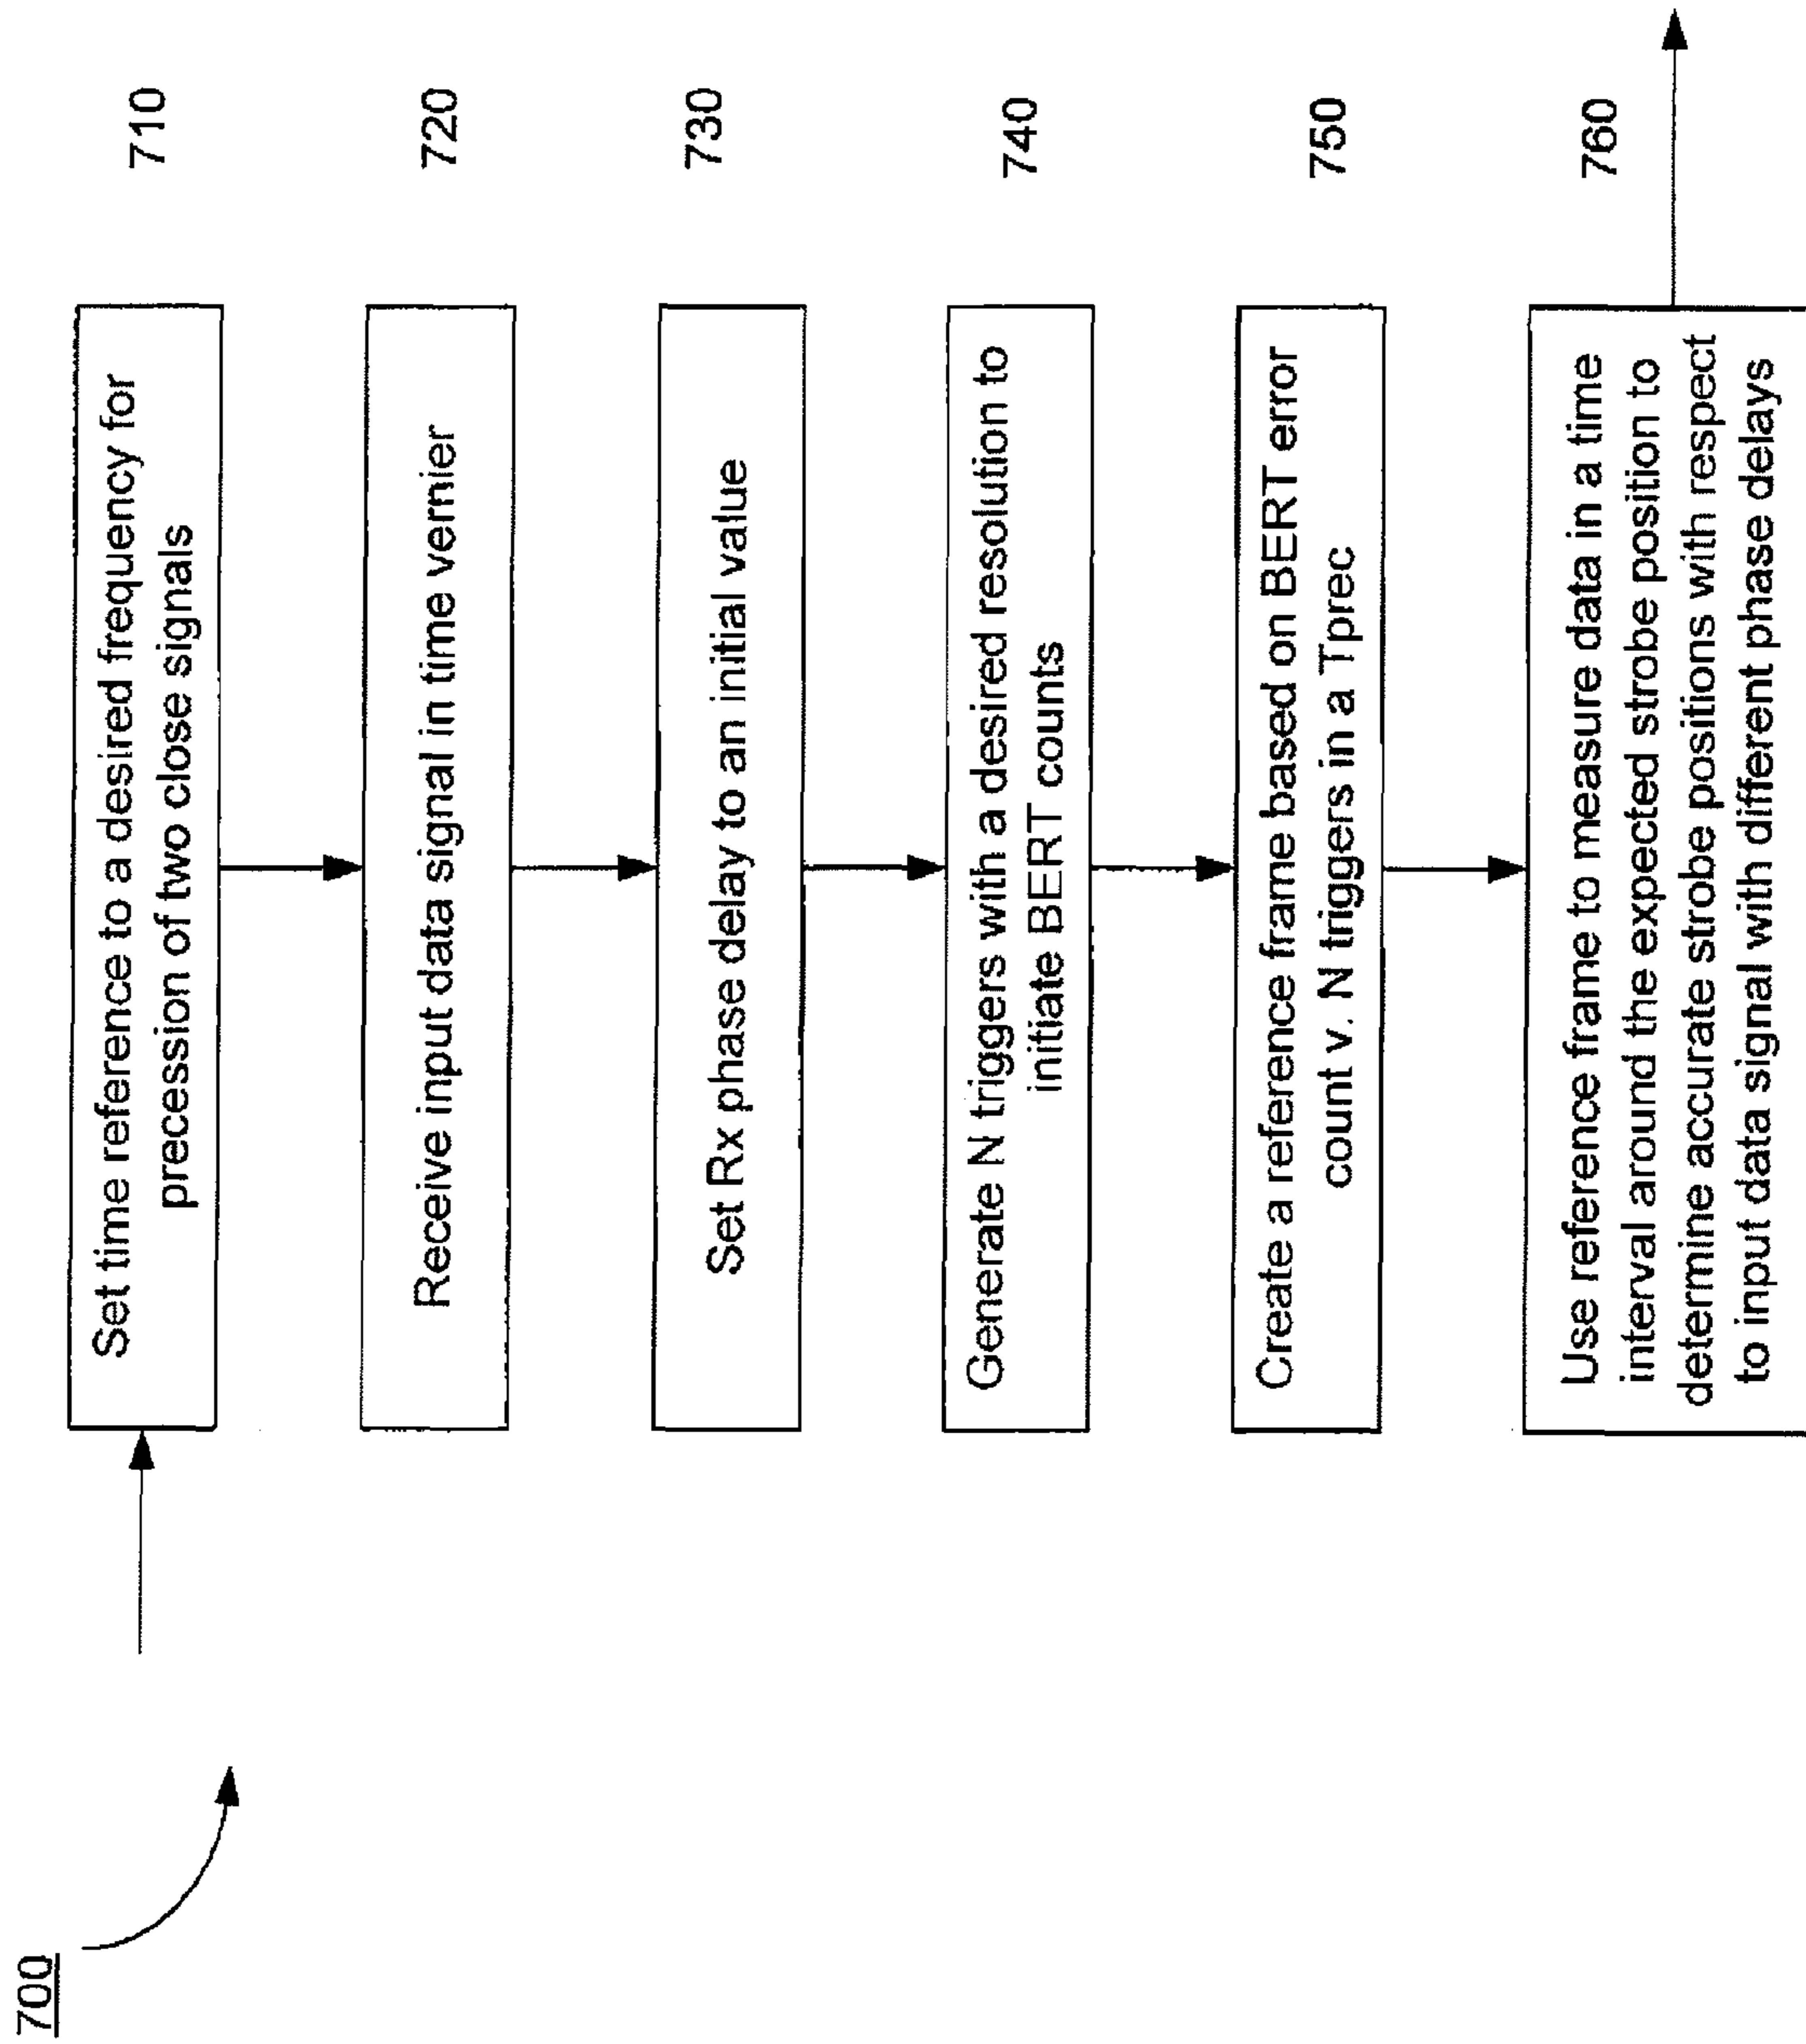 700
Set time reference to a desired frequency for
precession of two close signals
710
Receive input data signal in time vernier
720
Set Rx phase delay to an initial value
730
Generate N triggers with a desired resolution to
initiate BERT counts
740
Create a reference frame based on BERT error
count v. N triggers in a Tprec
750
Use reference frame to measure data in a time
interval around the expected strobe position to
determine accurate strobe positions with respect
to input data signal with different phase delays
760